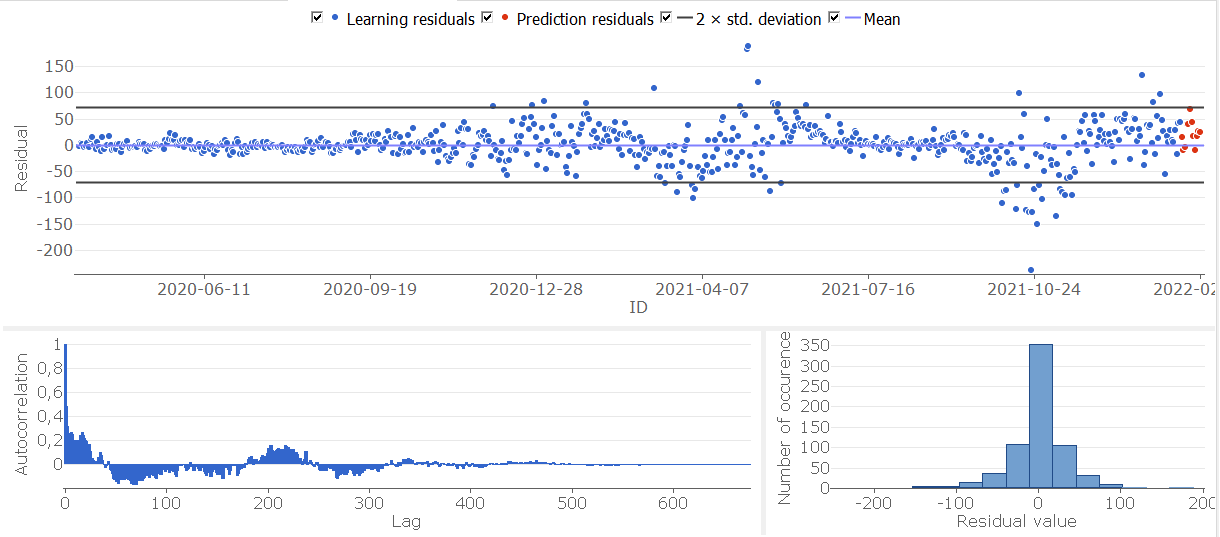 Learning residuals Prediction residuals 2 × std. deviation Mean
Residual
150
100
50
0
-50
-100
-150
-200
2020-06-11 2020-09-19 2020-12-28 2021-04-07 2021-07-16 2021-10-24 2022-02
ID
Autocorrelation
1
0,8
0,6
0,4
0,2
0
0 100 200 300 400 500 600
Lag
Number of occurence
350
300
250
200
150
100
50
0
-200 -100 0 100 200
Residual value